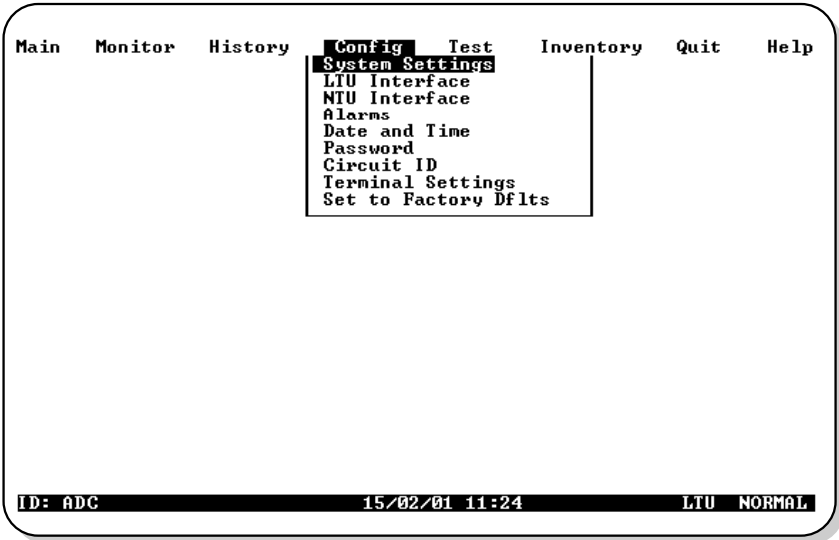 Main Monitor History Config Test Inventory Quit Help
System Settings
LTU Interface
NTU Interface
Alarms
Date and Time
Password
Circuit ID
Terminal Settings
Set to Factory Dflts
ID: ADC 15/02/01 11:24 LTU NORMAL